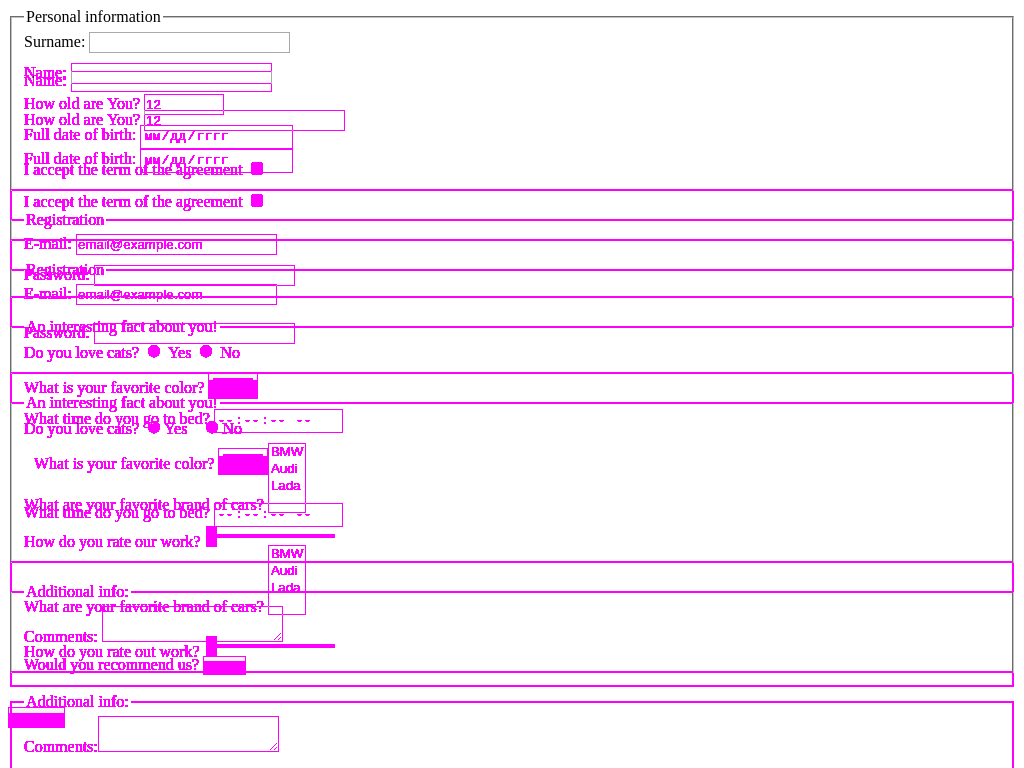 Personal information
Surname:
Name:
Name:
How old are You? 12
How old are You? 12
Full date of birth: мм/дд/гггг
Full date of birth: мм/дд/гггг
I accept the term of the agreement
I accept the term of the agreement
Registration
E-mail: email@example.com
Registration
Password:
E-mail: email@example.com
An interesting fact about you!
Password:
Do you love cats? Yes No
What is your favorite color?
An interesting fact about you!
What time do you go to bed? --:-- --
Do you love cats? Yes No
BMW
What is your favorite color?
Audi
Lada
What are your favorite brand of cars?
What time do you go to bed? --:-- --
How do you rate our work?
BMW
Audi
Lada
Additional info:
What are your favorite brand of cars?
Comments:
How do you rate out work?
Would you recommend us?
Additional info:
Comments: